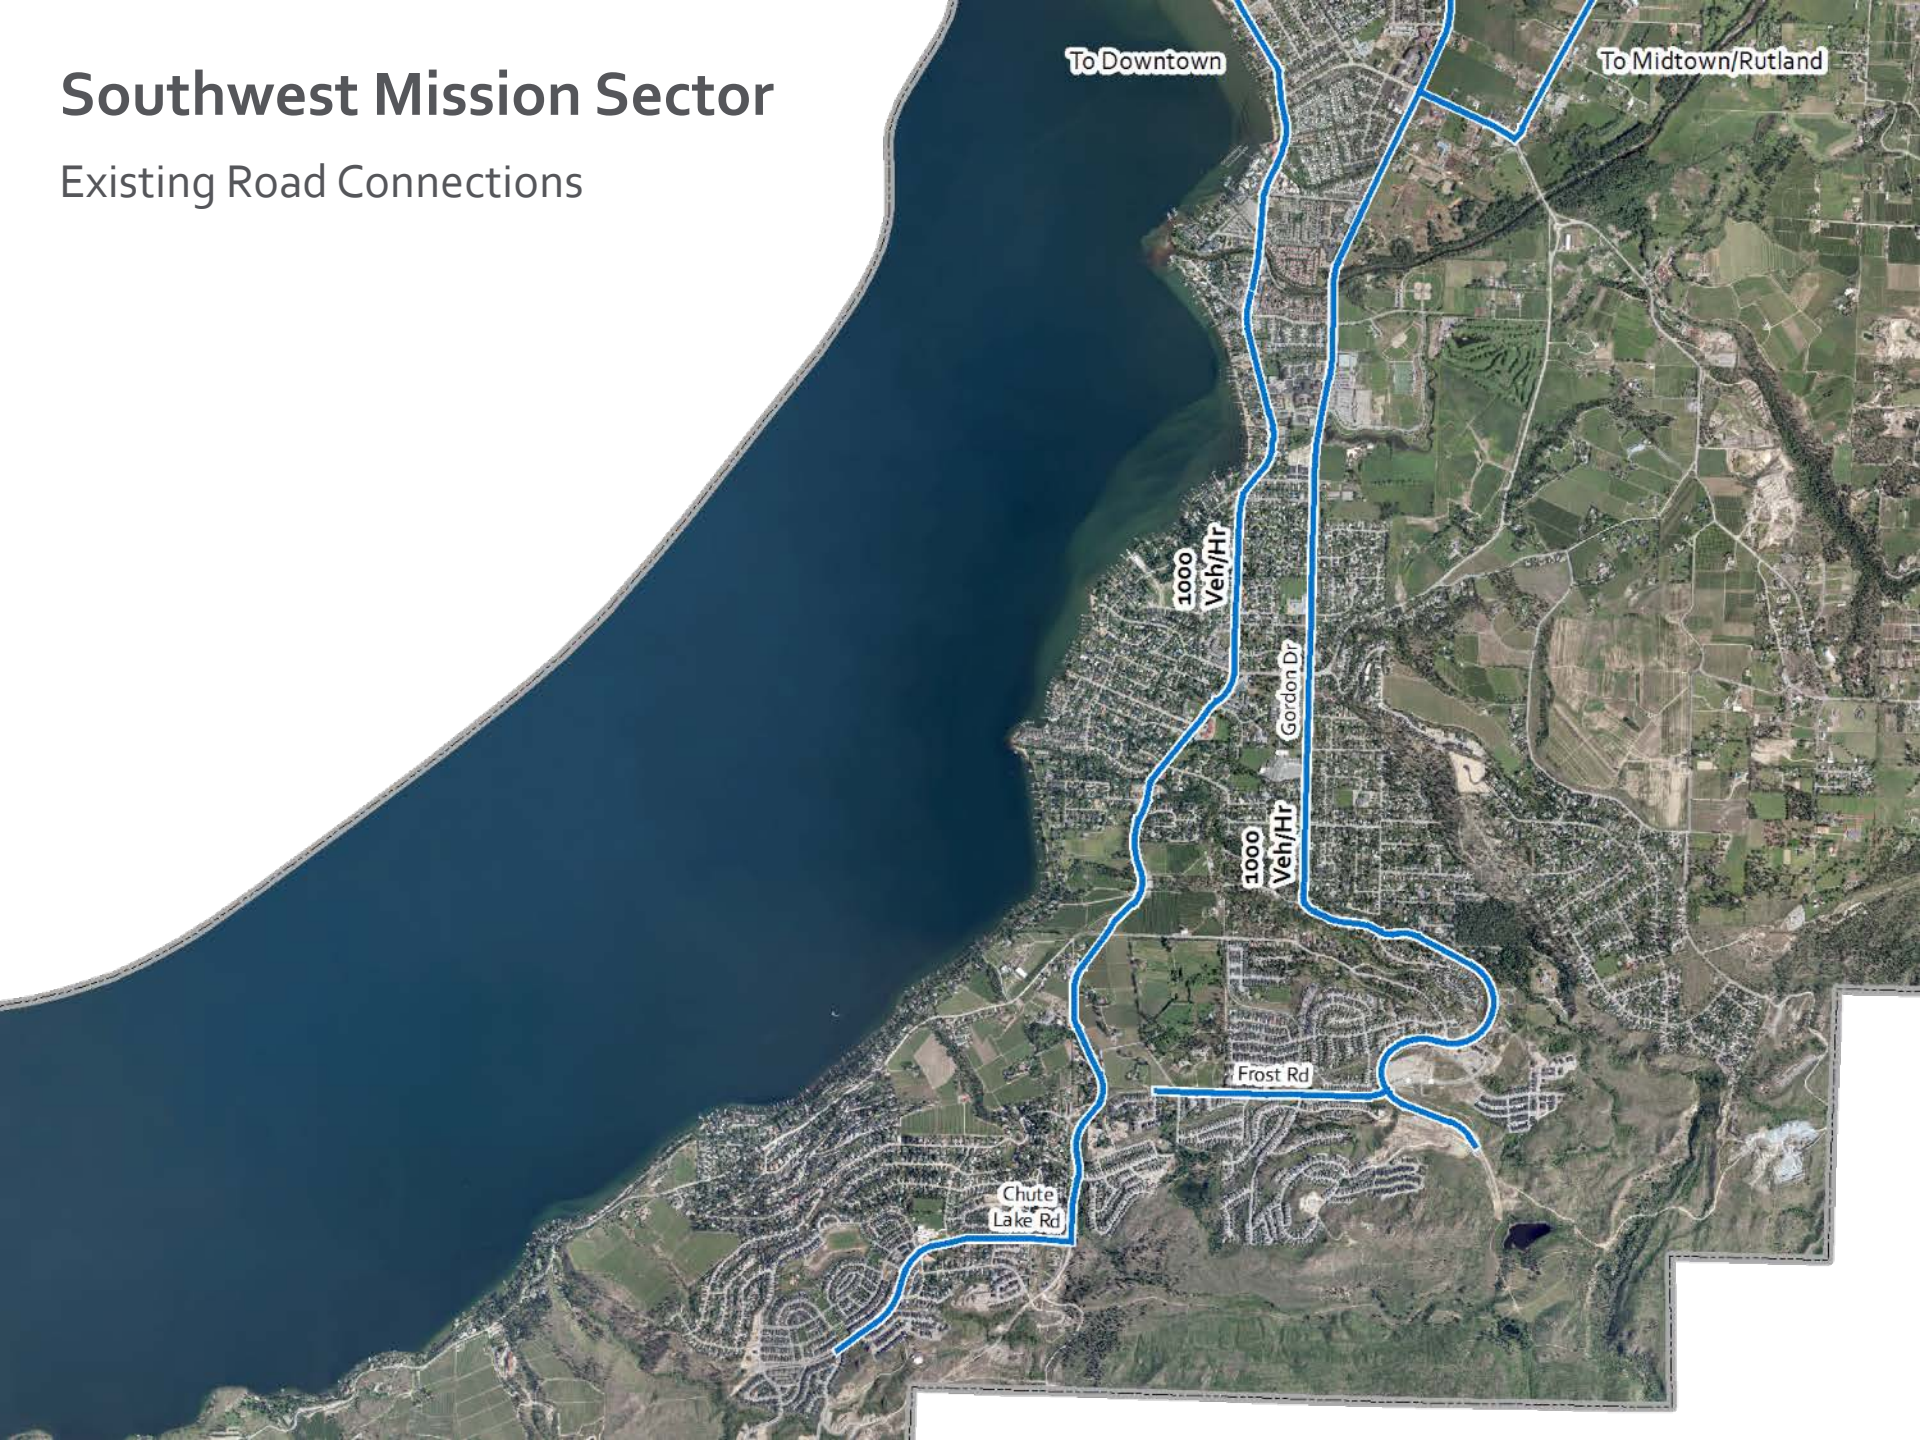 Southwest Mission Sector
Existing Road Connections
To Downtown
To Midtown/Rutland
1000
Veh/Hr
Gordon Dr
1000
Veh/Hr
Frost Rd
Chute
Lake Rd